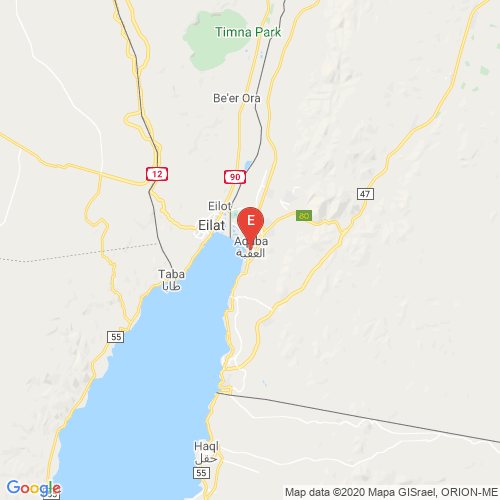 Timna Park
Be'er Ora
12
90
47
Eilot
E
80
Eilat
Aqaba
العقبة
Taba
طابا
55
Haql
حقل
55
55
Google
Map data ©2020 Mapa GISrael, ORION-ME